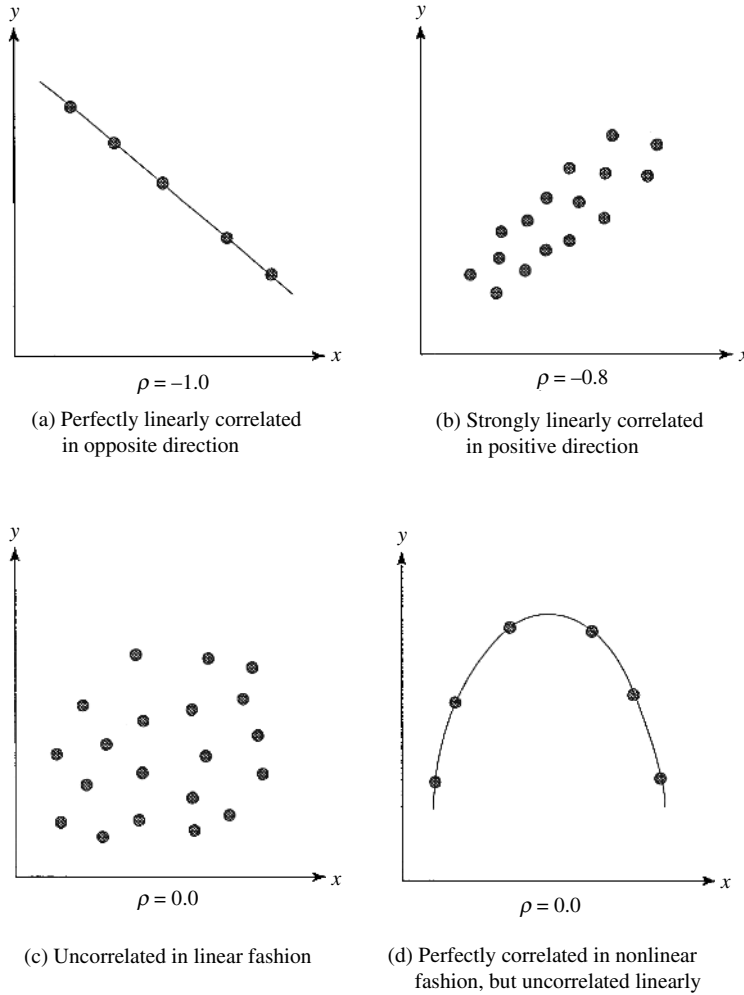 y
x
ρ = –1.0
(a) Perfectly linearly correlated
in opposite direction
y
x
ρ = –0.8
(b) Strongly linearly correlated
in positive direction
y
x
ρ = 0.0
(c) Uncorrelated in linear fashion
y
x
ρ = 0.0
(d) Perfectly correlated in nonlinear
fashion, but uncorrelated linearly